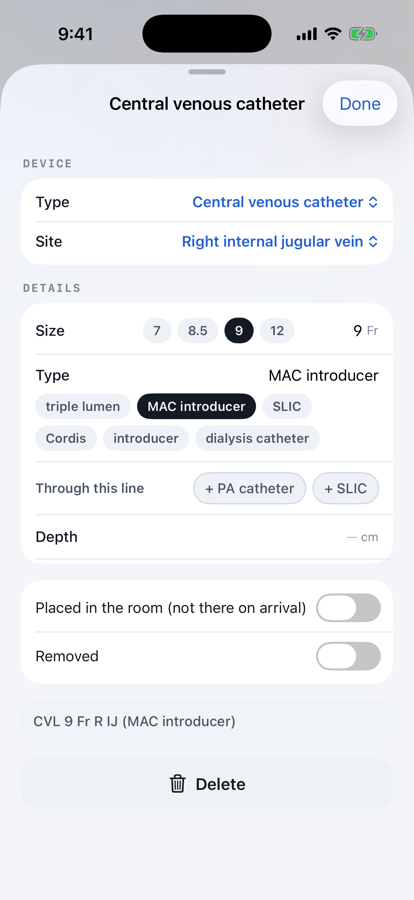 9:41
Central venous catheter
Done
DEVICE
Type Central venous catheter
Site Right internal jugular vein
DETAILS
Size 7 8.5 9 12 9 Fr
Type MAC introducer
triple lumen MAC introducer SLIC
Cordis introducer dialysis catheter
Through this line + PA catheter + SLIC
Depth — cm
Placed in the room (not there on arrival)
Removed
CVL 9 Fr R IJ (MAC introducer)
Delete